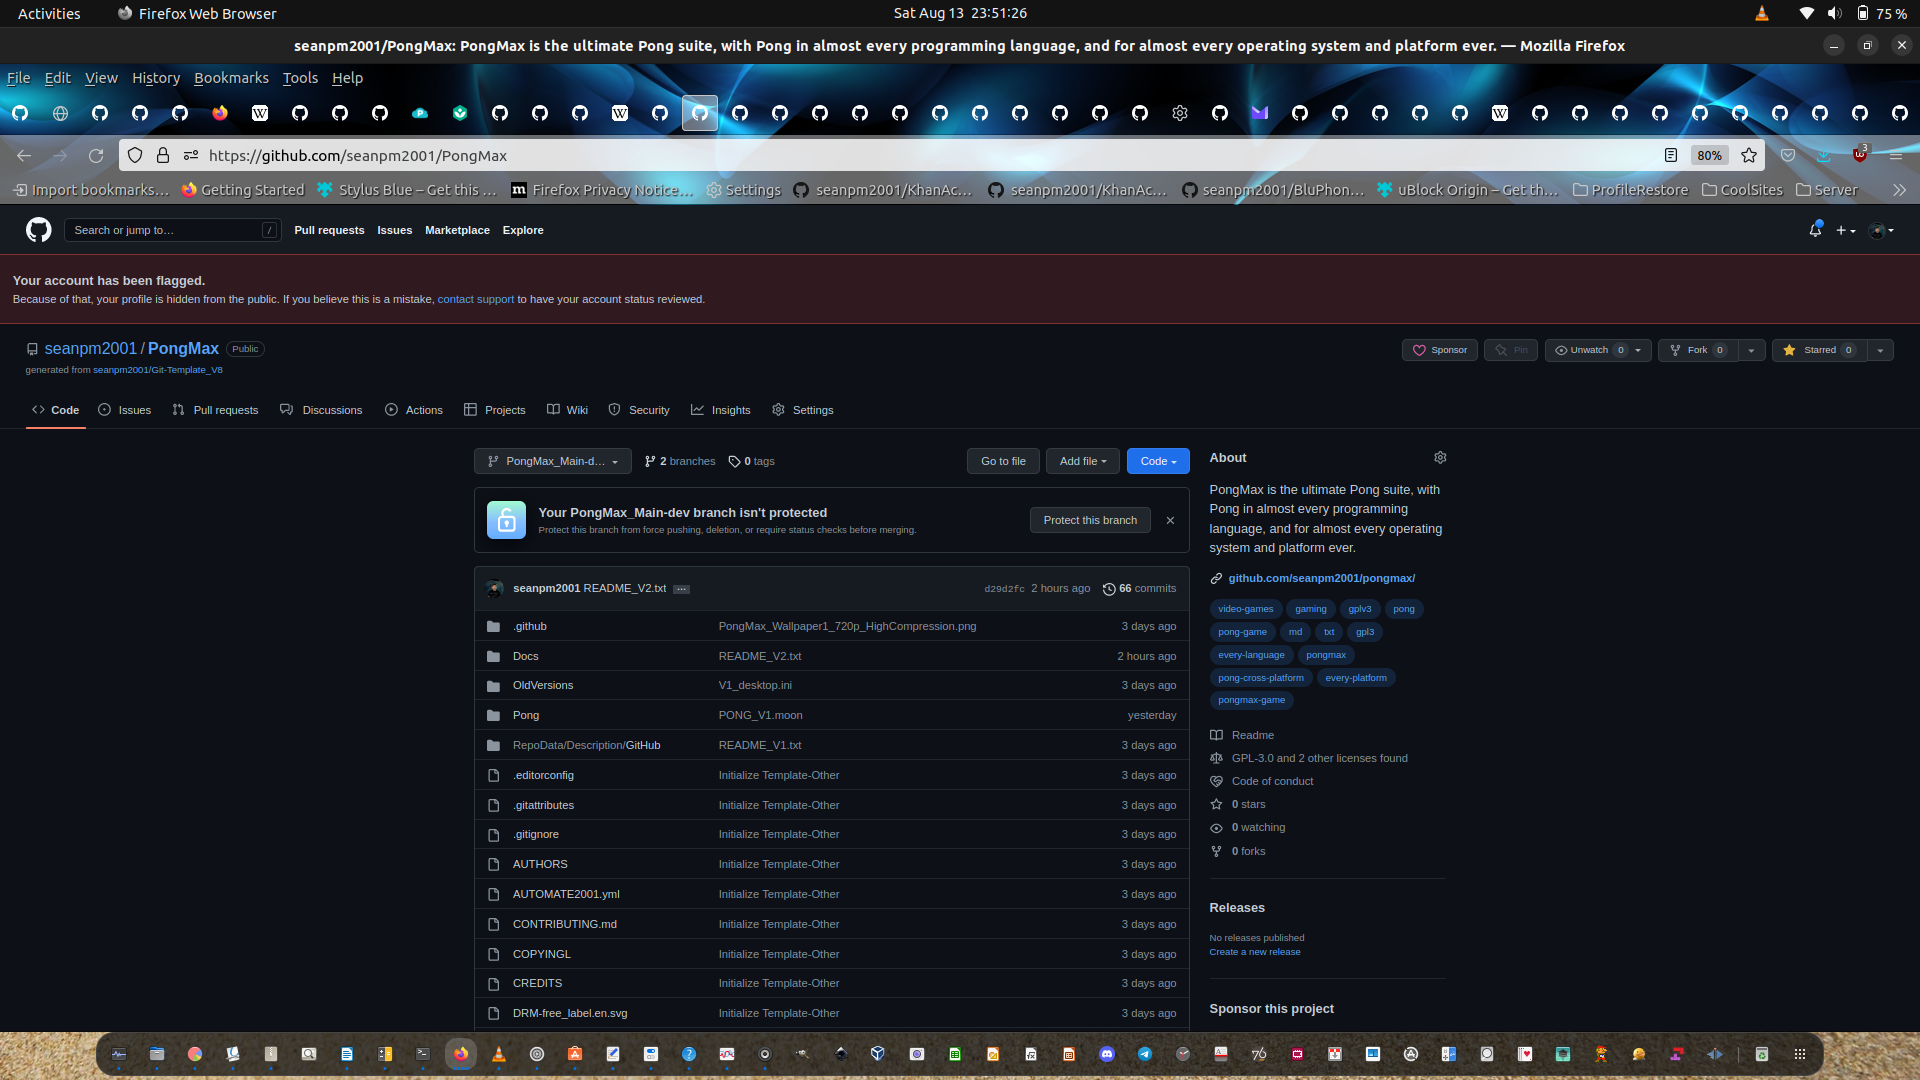 Activities
Firefox Web Browser
Sat Aug 13 23:51:26
75 %
seanpm2001/PongMax: PongMax is the ultimate Pong suite, with Pong in almost every programming language, and for almost every operating system and platform ever. — Mozilla Firefox
File Edit View History Bookmarks Tools Help
https://github.com/seanpm2001/PongMax
80%
3
Import bookmarks… Getting Started Stylus Blue – Get this … Firefox Privacy Notice… Settings seanpm2001/KhanAc… seanpm2001/KhanAc… seanpm2001/BluPhon… uBlock Origin – Get th… ProfileRestore CoolSites Server
Search or jump to… /
Pull requests Issues Marketplace Explore
Your account has been flagged.
Because of that, your profile is hidden from the public. If you believe this is a mistake, contact support to have your account status reviewed.
seanpm2001 / PongMax Public
Sponsor Pin Unwatch 0 Fork 0 Starred 0
generated from seanpm2001/Git-Template_V8
Code Issues Pull requests Discussions Actions Projects Wiki Security Insights Settings
PongMax_Main-d… 2 branches 0 tags
Go to file Add file Code
Your PongMax_Main-dev branch isn't protected
Protect this branch from force pushing, deletion, or require status checks before merging.
Protect this branch
seanpm2001 README_V2.txt … d29d2fc 2 hours ago 66 commits
.github PongMax_Wallpaper1_720p_HighCompression.png 3 days ago
Docs README_V2.txt 2 hours ago
OldVersions V1_desktop.ini 3 days ago
Pong PONG_V1.moon yesterday
RepoData/Description/GitHub README_V1.txt 3 days ago
.editorconfig Initialize Template-Other 3 days ago
.gitattributes Initialize Template-Other 3 days ago
.gitignore Initialize Template-Other 3 days ago
AUTHORS Initialize Template-Other 3 days ago
AUTOMATE2001.yml Initialize Template-Other 3 days ago
CONTRIBUTING.md Initialize Template-Other 3 days ago
COPYINGL Initialize Template-Other 3 days ago
CREDITS Initialize Template-Other 3 days ago
DRM-free_label.en.svg Initialize Template-Other 3 days ago
About
PongMax is the ultimate Pong suite, with
Pong in almost every programming
language, and for almost every operating
system and platform ever.
github.com/seanpm2001/pongmax/
video-games gaming gplv3 pong
pong-game md txt gpl3
every-language pongmax
pong-cross-platform every-platform
pongmax-game
Readme
GPL-3.0 and 2 other licenses found
Code of conduct
0 stars
0 watching
0 forks
Releases
No releases published
Create a new release
Sponsor this project